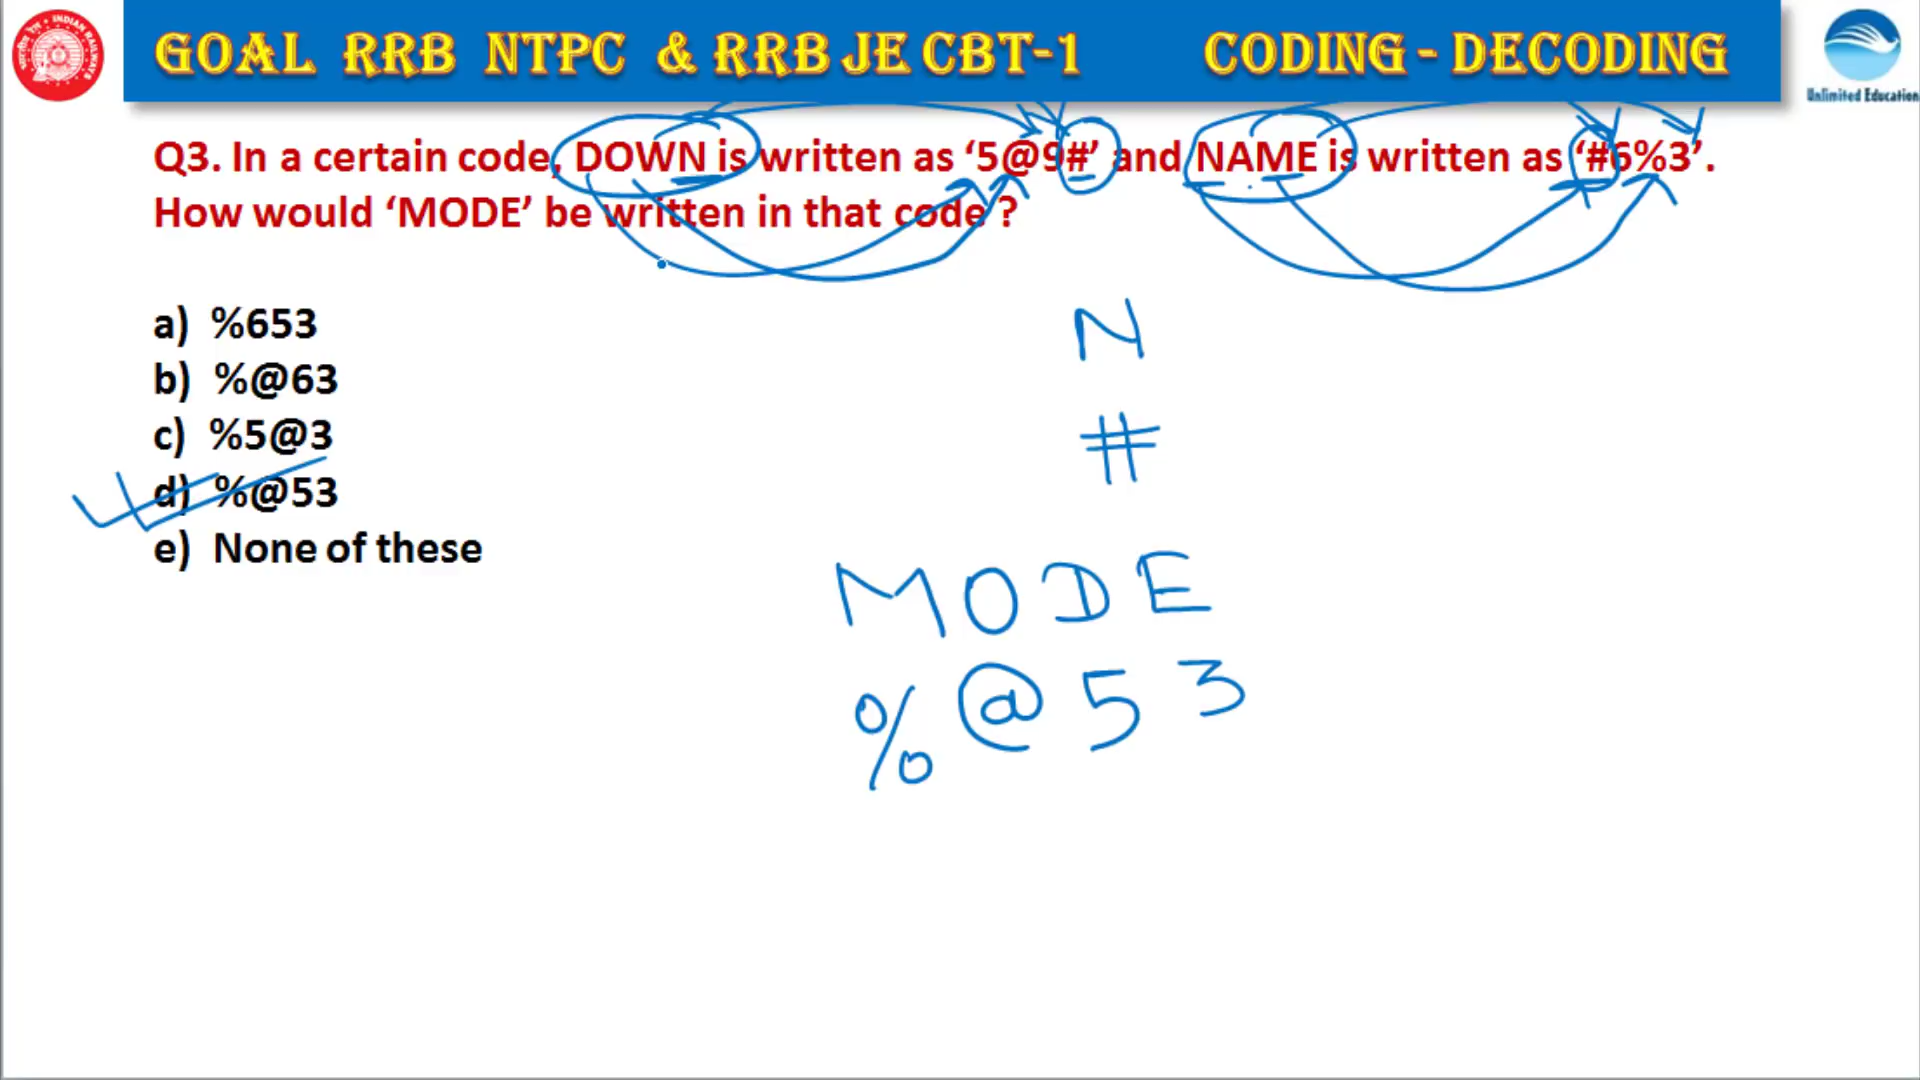 GOAL RRB NTPC & RRB JE CBT-1 CODING - DECODING
Unlimited Education
Q3. In a certain code, DOWN is written as ‘5@9#’ and NAME is written as ‘#6%3’.
How would ‘MODE’ be written in that code ?
a) %653
b) %@63
c) %5@3
d) %@53
e) None of these
N
#
MODE
%@53